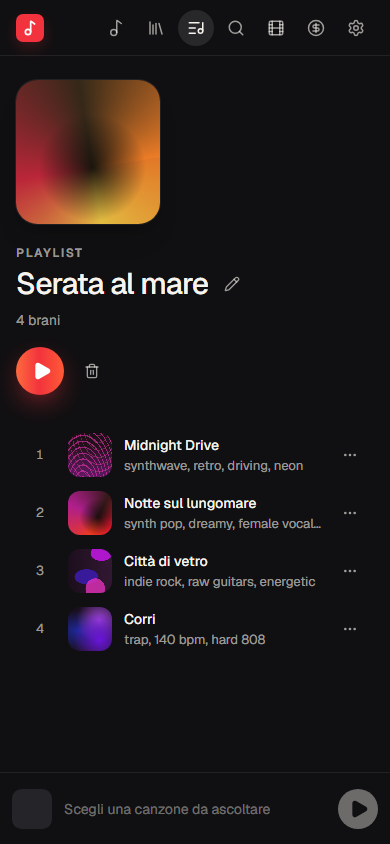 PLAYLIST
Serata al mare
4 brani
1
Midnight Drive
synthwave, retro, driving, neon
2
Notte sul lungomare
synth pop, dreamy, female vocal…
3
Città di vetro
indie rock, raw guitars, energetic
4
Corri
trap, 140 bpm, hard 808
Scegli una canzone da ascoltare